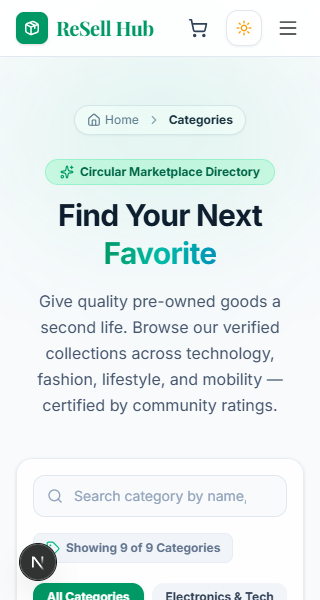 ReSell Hub
Home > Categories
Circular Marketplace Directory
Find Your Next
Favorite
Give quality pre-owned goods a
second life. Browse our verified
collections across technology,
fashion, lifestyle, and mobility —
certified by community ratings.
Search category by name,
Showing 9 of 9 Categories
N
All Categories
Electronics & Tech